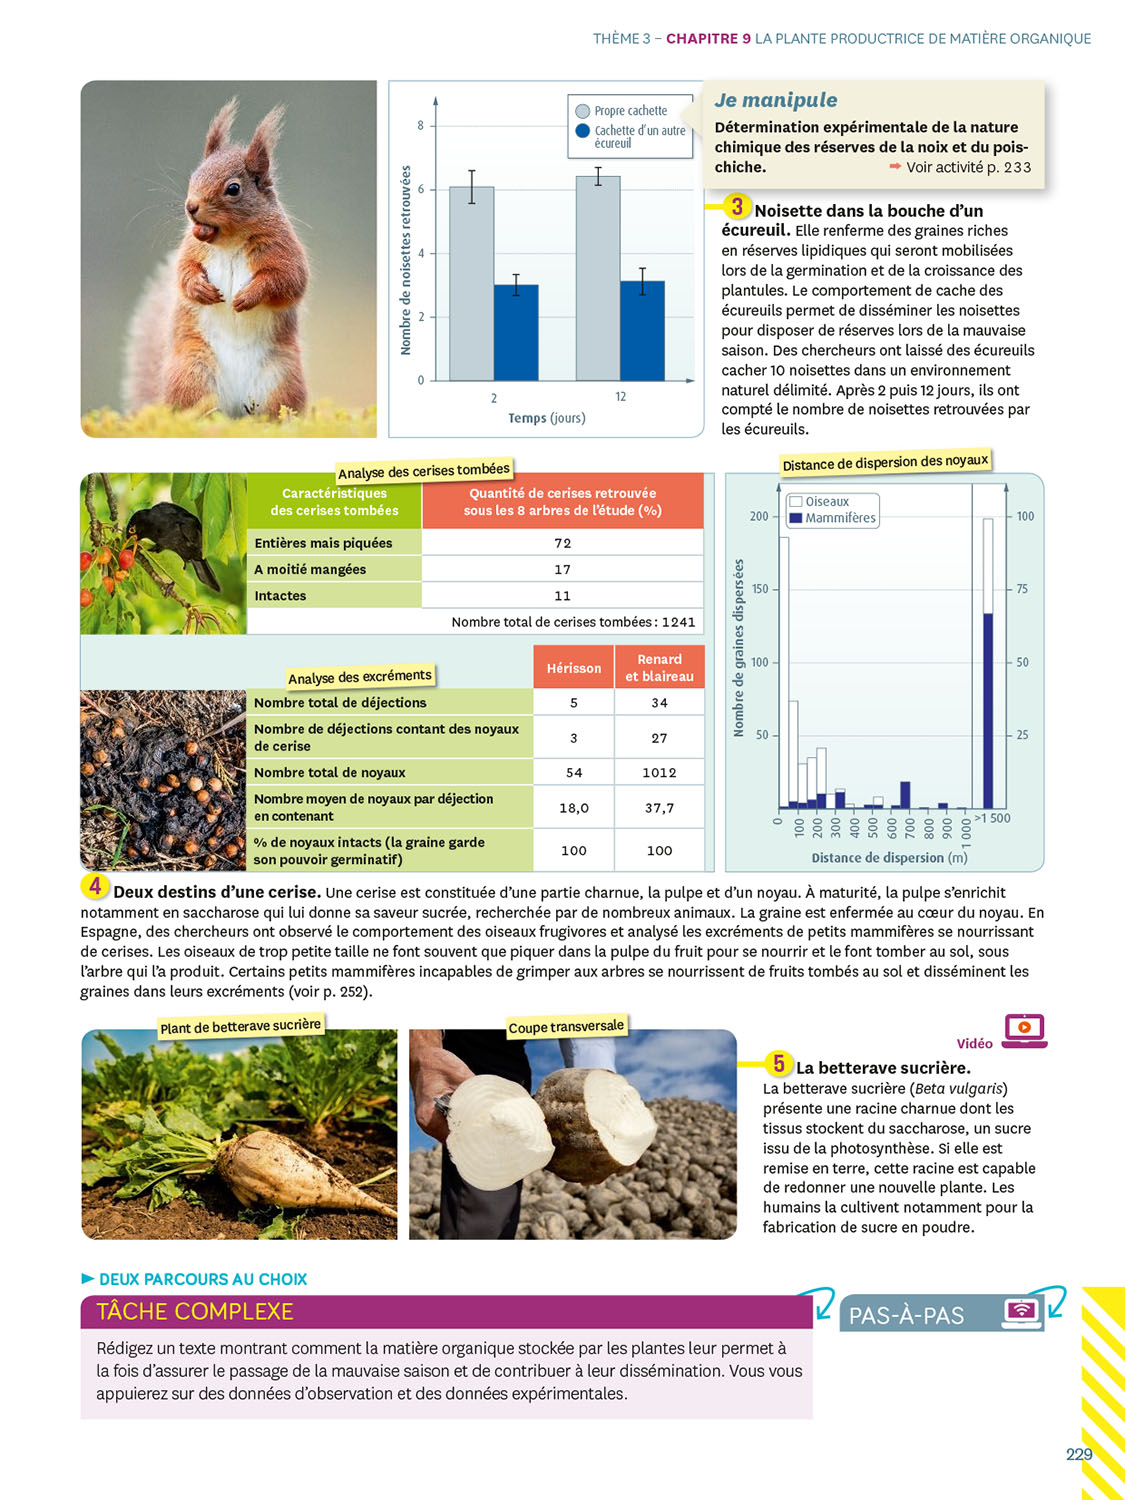 THÈME 3 – CHAPITRE 9 LA PLANTE PRODUCTRICE DE MATIÈRE ORGANIQUE
Nombre de noisettes retrouvées
8
6
4
2
0
Propre cachette
Cachette d'un autre
écureuil
2
12
Temps (jours)
Je manipule
Détermination expérimentale de la nature
chimique des réserves de la noix et du pois-
chiche. ➡ Voir activité p. 233
3 Noisette dans la bouche d'un
écureuil. Elle renferme des graines riches
en réserves lipidiques qui seront mobilisées
lors de la germination et de la croissance des
plantules. Le comportement de cache des
écureuils permet de disséminer les noisettes
pour disposer de réserves lors de la mauvaise
saison. Des chercheurs ont laissé des écureuils
cacher 10 noisettes dans un environnement
naturel délimité. Après 2 puis 12 jours, ils ont
compté le nombre de noisettes retrouvées par
les écureuils.
Analyse des cerises tombées
Caractéristiques
des cerises tombées
Quantité de cerises retrouvée
sous les 8 arbres de l'étude (%)
Entières mais piquées 72
A moitié mangées 17
Intactes 11
Nombre total de cerises tombées : 1241
Analyse des excréments
Hérisson
Renard
et blaireau
Nombre total de déjections 5 34
Nombre de déjections contant des noyaux
de cerise 3 27
Nombre total de noyaux 54 1012
Nombre moyen de noyaux par déjection
en contenant 18,0 37,7
% de noyaux intacts (la graine garde
son pouvoir germinatif) 100 100
Distance de dispersion des noyaux
Oiseaux
Mammifères
Nombre de graines dispersées
200
150
100
50
100
75
50
25
0 100 200 300 400 500 600 700 800 900 1 000 >1 500
Distance de dispersion (m)
4 Deux destins d'une cerise. Une cerise est constituée d'une partie charnue, la pulpe et d'un noyau. À maturité, la pulpe s'enrichit
notamment en saccharose qui lui donne sa saveur sucrée, recherchée par de nombreux animaux. La graine est enfermée au cœur du noyau. En
Espagne, des chercheurs ont observé le comportement des oiseaux frugivores et analysé les excréments de petits mammifères se nourrissant
de cerises. Les oiseaux de trop petite taille ne font souvent que piquer dans la pulpe du fruit pour se nourrir et le font tomber au sol, sous
l'arbre qui l'a produit. Certains petits mammifères incapables de grimper aux arbres se nourrissent de fruits tombés au sol et disséminent les
graines dans leurs excréments (voir p. 252).
Plant de betterave sucrière
Coupe transversale
Vidéo
5 La betterave sucrière.
La betterave sucrière (Beta vulgaris)
présente une racine charnue dont les
tissus stockent du saccharose, un sucre
issu de la photosynthèse. Si elle est
remise en terre, cette racine est capable
de redonner une nouvelle plante. Les
humains la cultivent notamment pour la
fabrication de sucre en poudre.
► DEUX PARCOURS AU CHOIX
TÂCHE COMPLEXE
PAS-À-PAS
Rédigez un texte montrant comment la matière organique stockée par les plantes leur permet à
la fois d'assurer le passage de la mauvaise saison et de contribuer à leur dissémination. Vous vous
appuierez sur des données d'observation et des données expérimentales.
229